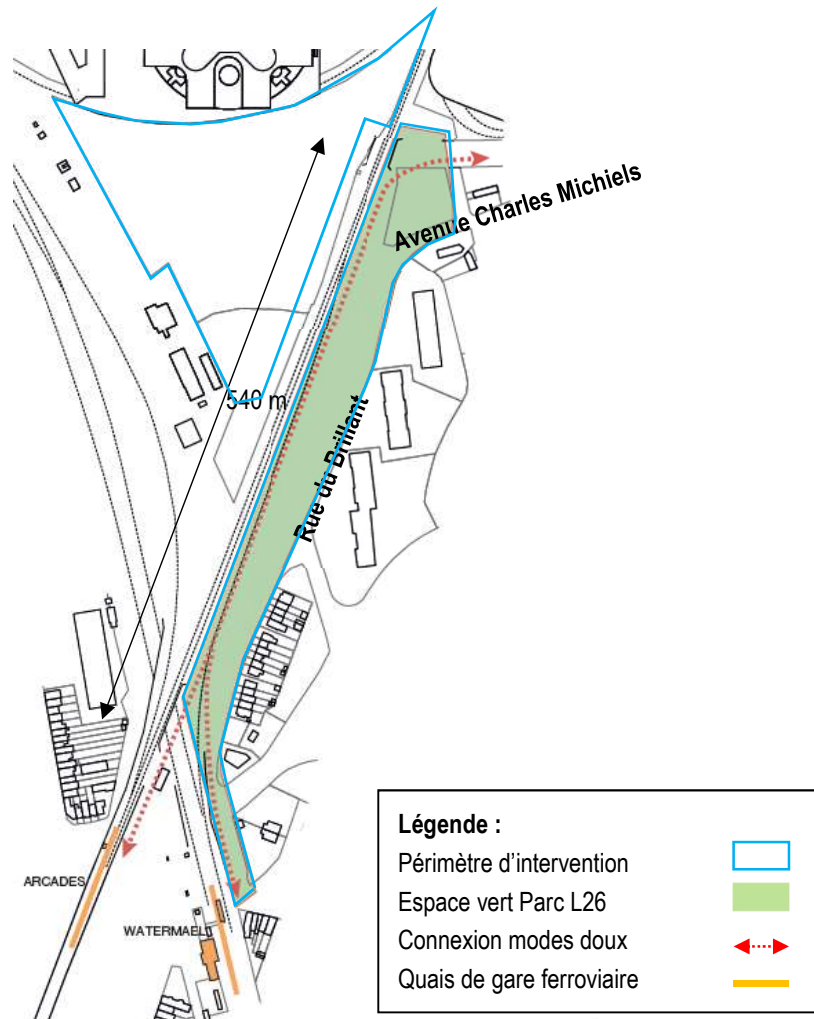 Avenue Charles Michiels
540 m
Rue du Brillant
ARCADES
WATERMAEL
Légende :
Périmètre d'intervention
Espace vert Parc L26
Connexion modes doux
Quais de gare ferroviaire